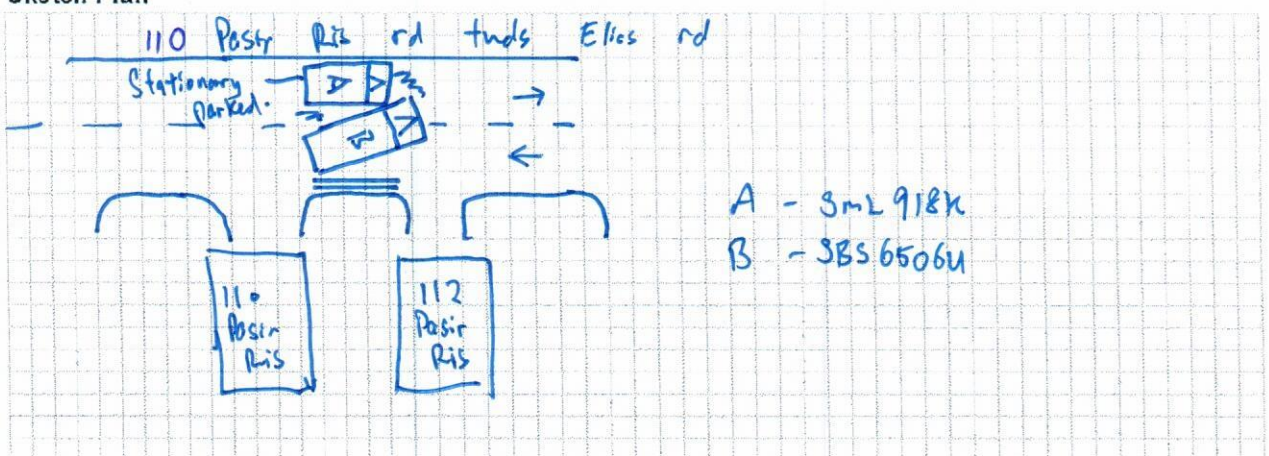 Sketch Plan
110 Pasir Ris rd twds Elias rd
Stationary
parked.
A - SML 918K
B - SBS 6506U
110
Pasir
Ris
112
Pasir
Ris